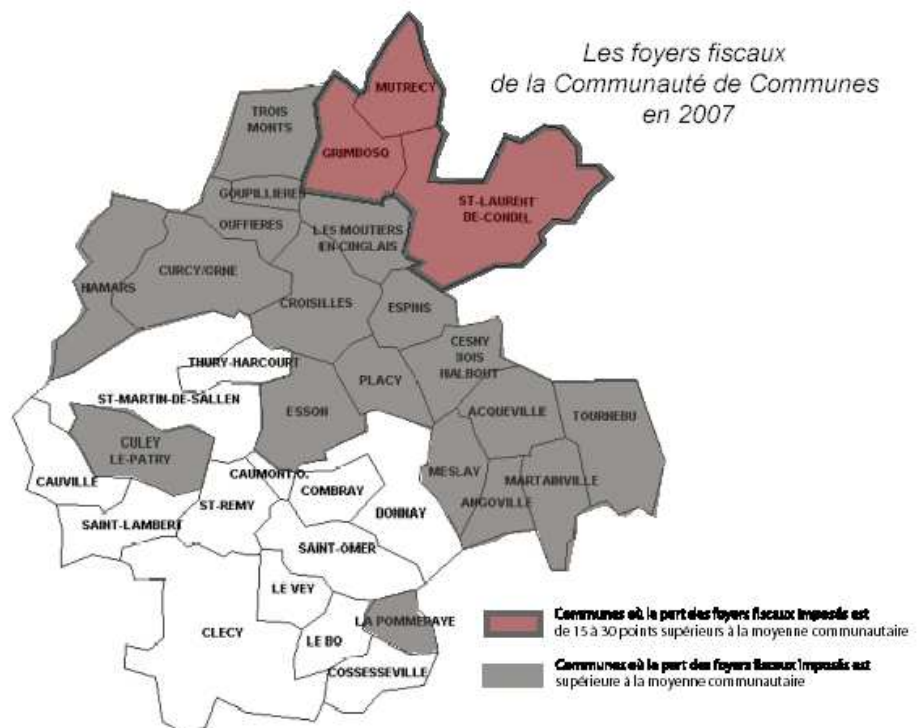 Les foyers fiscaux
de la Communauté de Communes
en 2007
MUTRECY
TROIS
MONTS
GRIMBOSQ
ST-LAURENT
DE-CONDEL
GOUPILLIERES
OUFFIERES
LES MOUTIERS
EN-CINGLAIS
CURCY/ORNE
HAMARS
CROISILLES
ESPINS
CESNY
BOIS
HALBOUT
THURY-HARCOURT
PLACY
ST-MARTIN-DE-SALLEN
ESSON
ACQUEVILLE
TOURNEBU
CULEY
LE-PATRY
CAUVILLE
CAUMONT/O.
MESLAY
MARTAINVILLE
COMBRAY
ANGOVILLE
ST-REMY
DONNAY
SAINT-LAMBERT
SAINT-OMER
LE VEY
CLECY
LA POMMERAYE
LE BO
COSSESSEVILLE
Communes où la part des foyers fiscaux imposés est
de 15 à 30 points supérieurs à la moyenne communautaire
Communes où la part des foyers fiscaux imposés est
supérieure à la moyenne communautaire